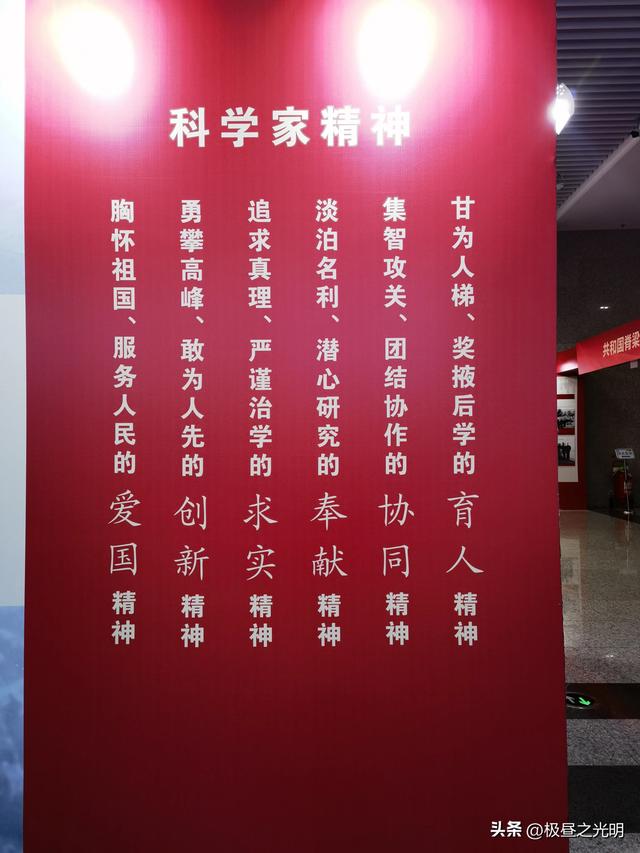 科学家精神
胸怀祖国、服务人民的爱国精神
勇攀高峰、敢为人先的创新精神
追求真理、严谨治学的求实精神
淡泊名利、潜心研究的奉献精神
集智攻关、团结协作的协同精神
甘为人梯、奖掖后学的育人精神
共和国脊梁
头条 @极昼之光明